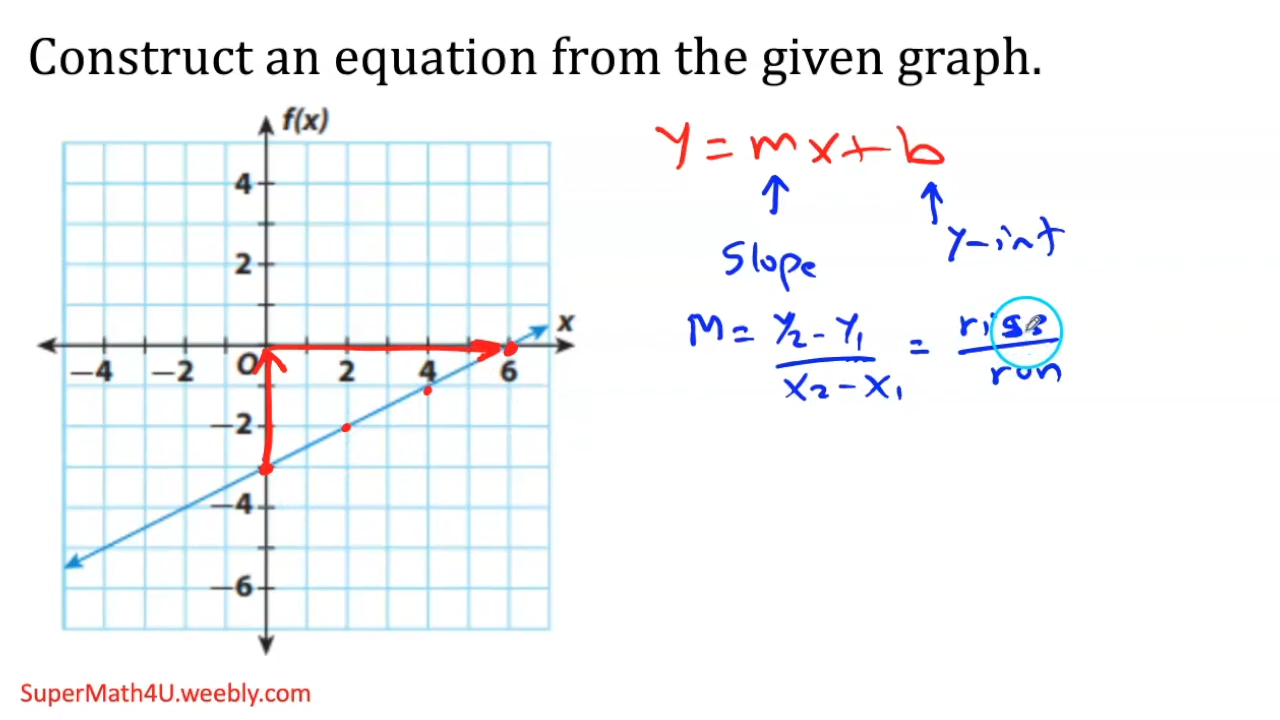 Construct an equation from the given graph.
f(x)
y = mx + b
4
y-int
2
slope
x
M = y₂ - y₁ / x₂ - x₁ = rise / run
−4 −2 O 2 4 6
−2
−4
−6
SuperMath4U.weebly.com